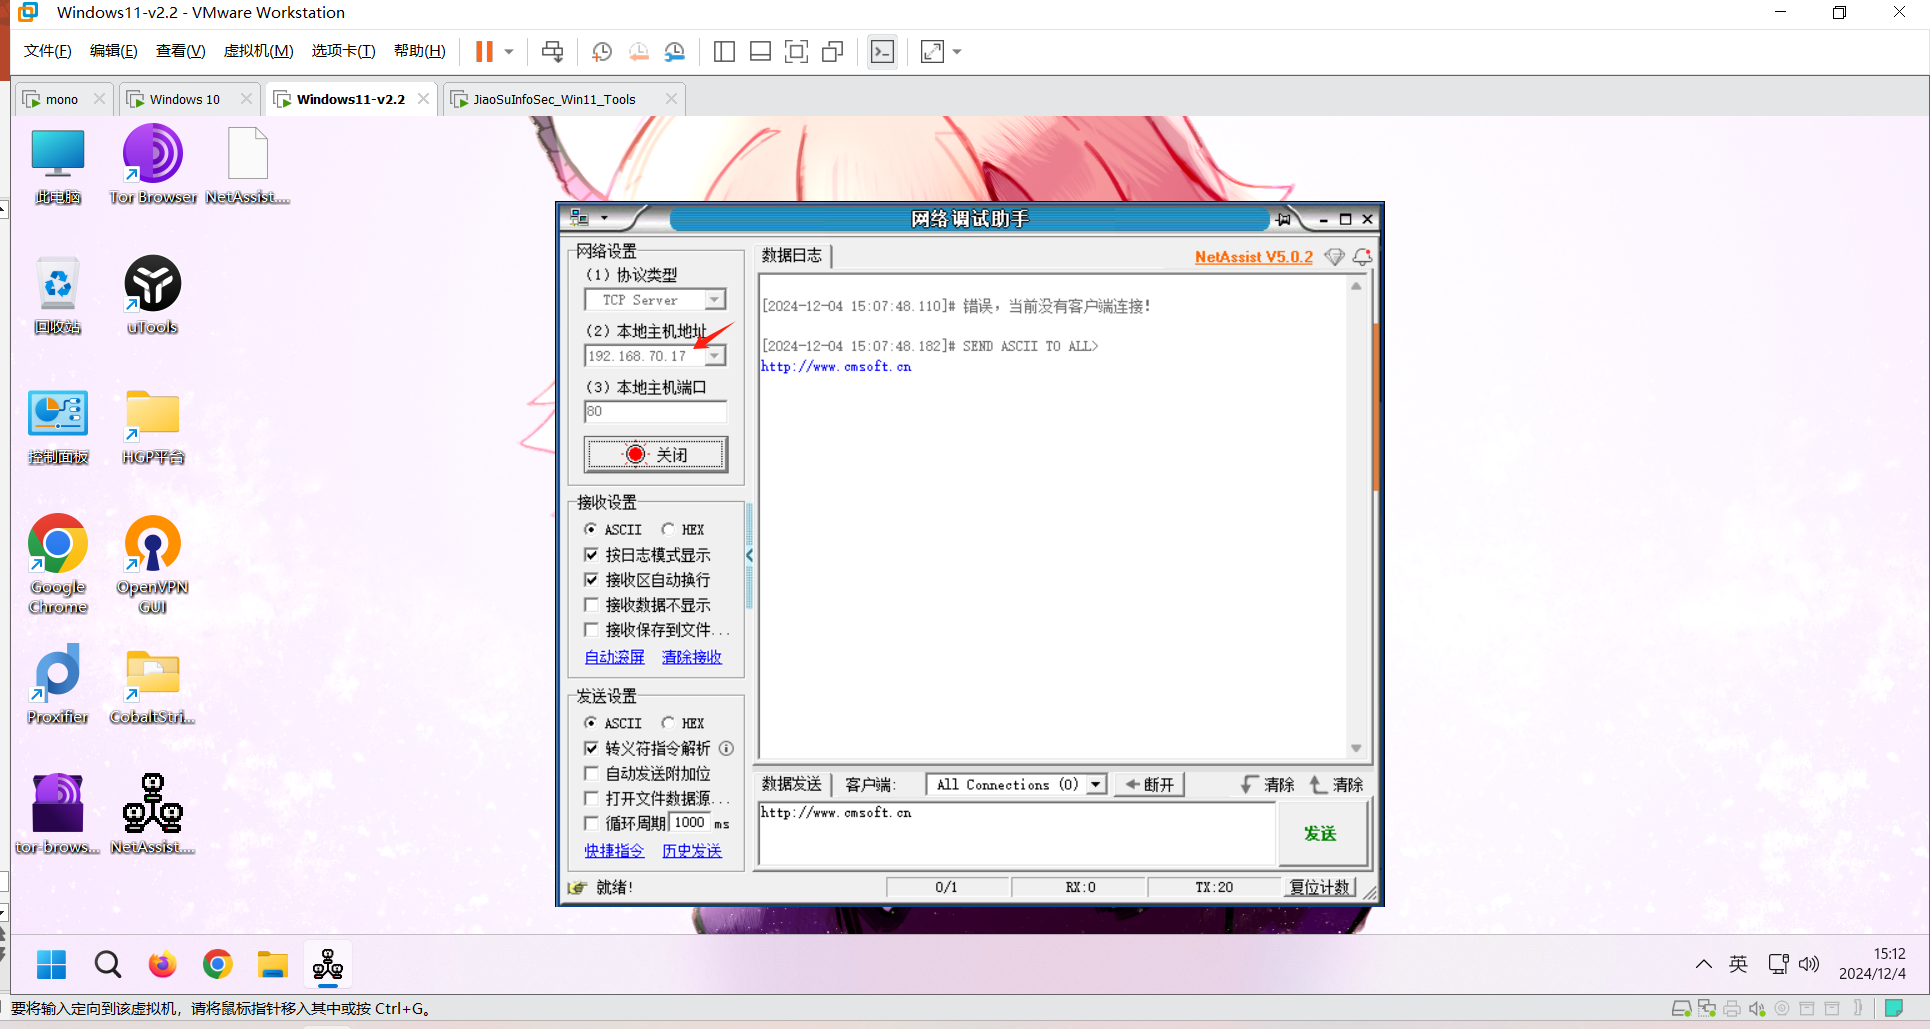 Windows11-v2.2 - VMware Workstation
文件(F) 编辑(E) 查看(V) 虚拟机(M) 选项卡(T) 帮助(H)
mono
Windows 10
Windows11-v2.2
JiaoSuInfoSec_Win11_Tools
此电脑
Tor Browser
NetAssist....
回收站
uTools
控制面板
HGP平台
Google Chrome
OpenVPN GUI
Proxifier
CobaltStri...
tor-brows...
NetAssist....
网络调试助手
网络设置
（1）协议类型
TCP Server
（2）本地主机地址
192.168.70.17
（3）本地主机端口
80
关闭
接收设置
ASCII HEX
按日志模式显示
接收区自动换行
接收数据不显示
接收保存到文件...
自动滚屏 清除接收
发送设置
ASCII HEX
转义符指令解析
自动发送附加位
打开文件数据源...
循环周期 1000 ms
快捷指令 历史发送
数据日志
NetAssist V5.0.2
[2024-12-04 15:07:48.110]# 错误，当前没有客户端连接!
[2024-12-04 15:07:48.182]# SEND ASCII TO ALL>
http://www.cmsoft.cn
数据发送 客户端: All Connections (0) 断开 清除 清除
http://www.cmsoft.cn
发送
就绪! 0/1 RX:0 TX:20 复位计数
英
15:12
2024/12/4
要将输入定向到该虚拟机，请将鼠标指针移入其中或按 Ctrl+G。